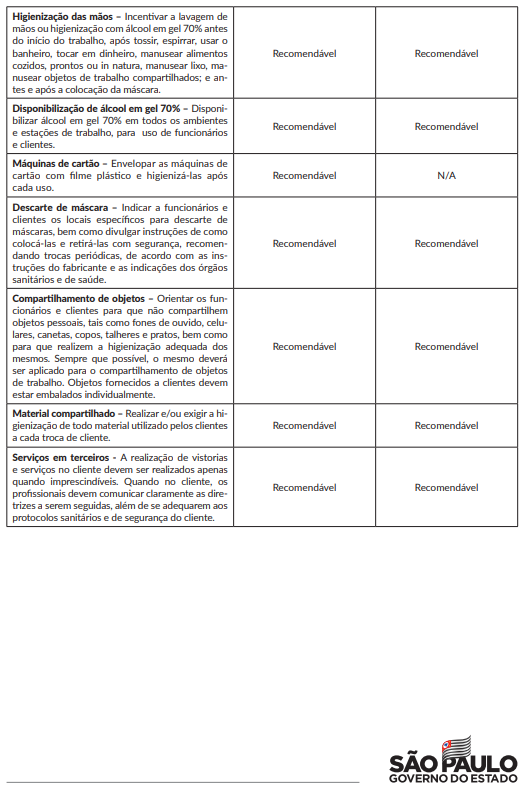 Higienização das mãos – Incentivar a lavagem de
mãos ou higienização com álcool em gel 70% antes
do início do trabalho, após tossir, espirrar, usar o
banheiro, tocar em dinheiro, manusear alimentos
cozidos, prontos ou in natura, manusear lixo, ma-
nusear objetos de trabalho compartilhados; e an-
tes e após a colocação da máscara.
Recomendável
Recomendável
Disponibilização de álcool em gel 70% – Disponi-
bilizar álcool em gel 70% em todos os ambientes
e estações de trabalho, para uso de funcionários
e clientes.
Recomendável
Recomendável
Máquinas de cartão – Envelopar as máquinas de
cartão com filme plástico e higienizá-las após
cada uso.
Recomendável
N/A
Descarte de máscara – Indicar a funcionários e
clientes os locais específicos para descarte de
máscaras, bem como divulgar instruções de como
colocá-las e retirá-las com segurança, recomen-
dando trocas periódicas, de acordo com as ins-
truções do fabricante e as indicações dos órgãos
sanitários e de saúde.
Recomendável
Recomendável
Compartilhamento de objetos – Orientar os fun-
cionários e clientes para que não compartilhem
objetos pessoais, tais como fones de ouvido, celu-
lares, canetas, copos, talheres e pratos, bem como
para que realizem a higienização adequada dos
mesmos. Sempre que possível, o mesmo deverá
ser aplicado para o compartilhamento de objetos
de trabalho. Objetos fornecidos a clientes devem
estar embalados individualmente.
Recomendável
Recomendável
Material compartilhado – Realizar e/ou exigir a hi-
gienização de todo material utilizado pelos clientes
a cada troca de cliente.
Recomendável
Recomendável
Serviços em terceiros - A realização de vistorias
e serviços no cliente devem ser realizados apenas
quando imprescindíveis. Quando no cliente, os
profissionais devem comunicar claramente as dire-
trizes a serem seguidas, além de se adequarem aos
protocolos sanitários e de segurança do cliente.
Recomendável
Recomendável
SÃO PAULO
GOVERNO DO ESTADO